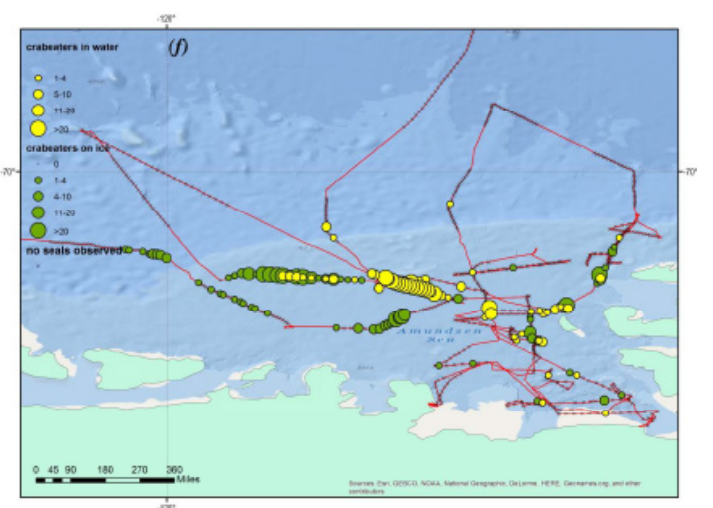 -120°
crabeaters in water
(f)
1-4
5-10
11-20
>20
crabeaters on ice
-70°
-70°
0
1-4
4-10
11-20
>20
no seals observed
Amundsen
Sea
0 45 90 180 270 360
Miles
Sources: Esri, GEBCO, NOAA, National Geographic, DeLorme, HERE, Geonames.org, and other
contributors
-120°